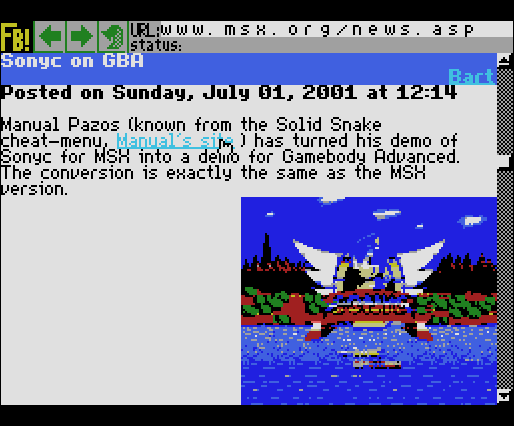 FB! URL: www.msx.org/news.asp
status:
Sonyc on GBA
Bart
Posted on Sunday, July 01, 2001 at 12:14
Manual Pazos (known from the Solid Snake
cheat-menu, Manual's site ) has turned his demo of
Sonyc for MSX into a demo for Gamebody Advanced.
The conversion is exactly the same as the MSX
version.